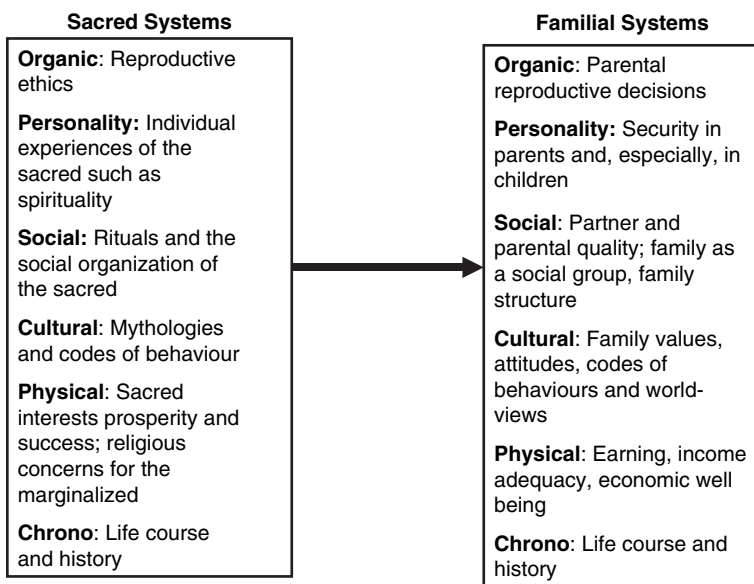 Sacred Systems
Organic: Reproductive
ethics
Personality: Individual
experiences of the
sacred such as
spirituality
Social: Rituals and the
social organization of
the sacred
Cultural: Mythologies
and codes of behaviour
Physical: Sacred
interests prosperity and
success; religious
concerns for the
marginalized
Chrono: Life course
and history
Familial Systems
Organic: Parental
reproductive decisions
Personality: Security in
parents and, especially, in
children
Social: Partner and
parental quality; family as
a social group, family
structure
Cultural: Family values,
attitudes, codes of
behaviours and world-
views
Physical: Earning, income
adequacy, economic well
being
Chrono: Life course and
history